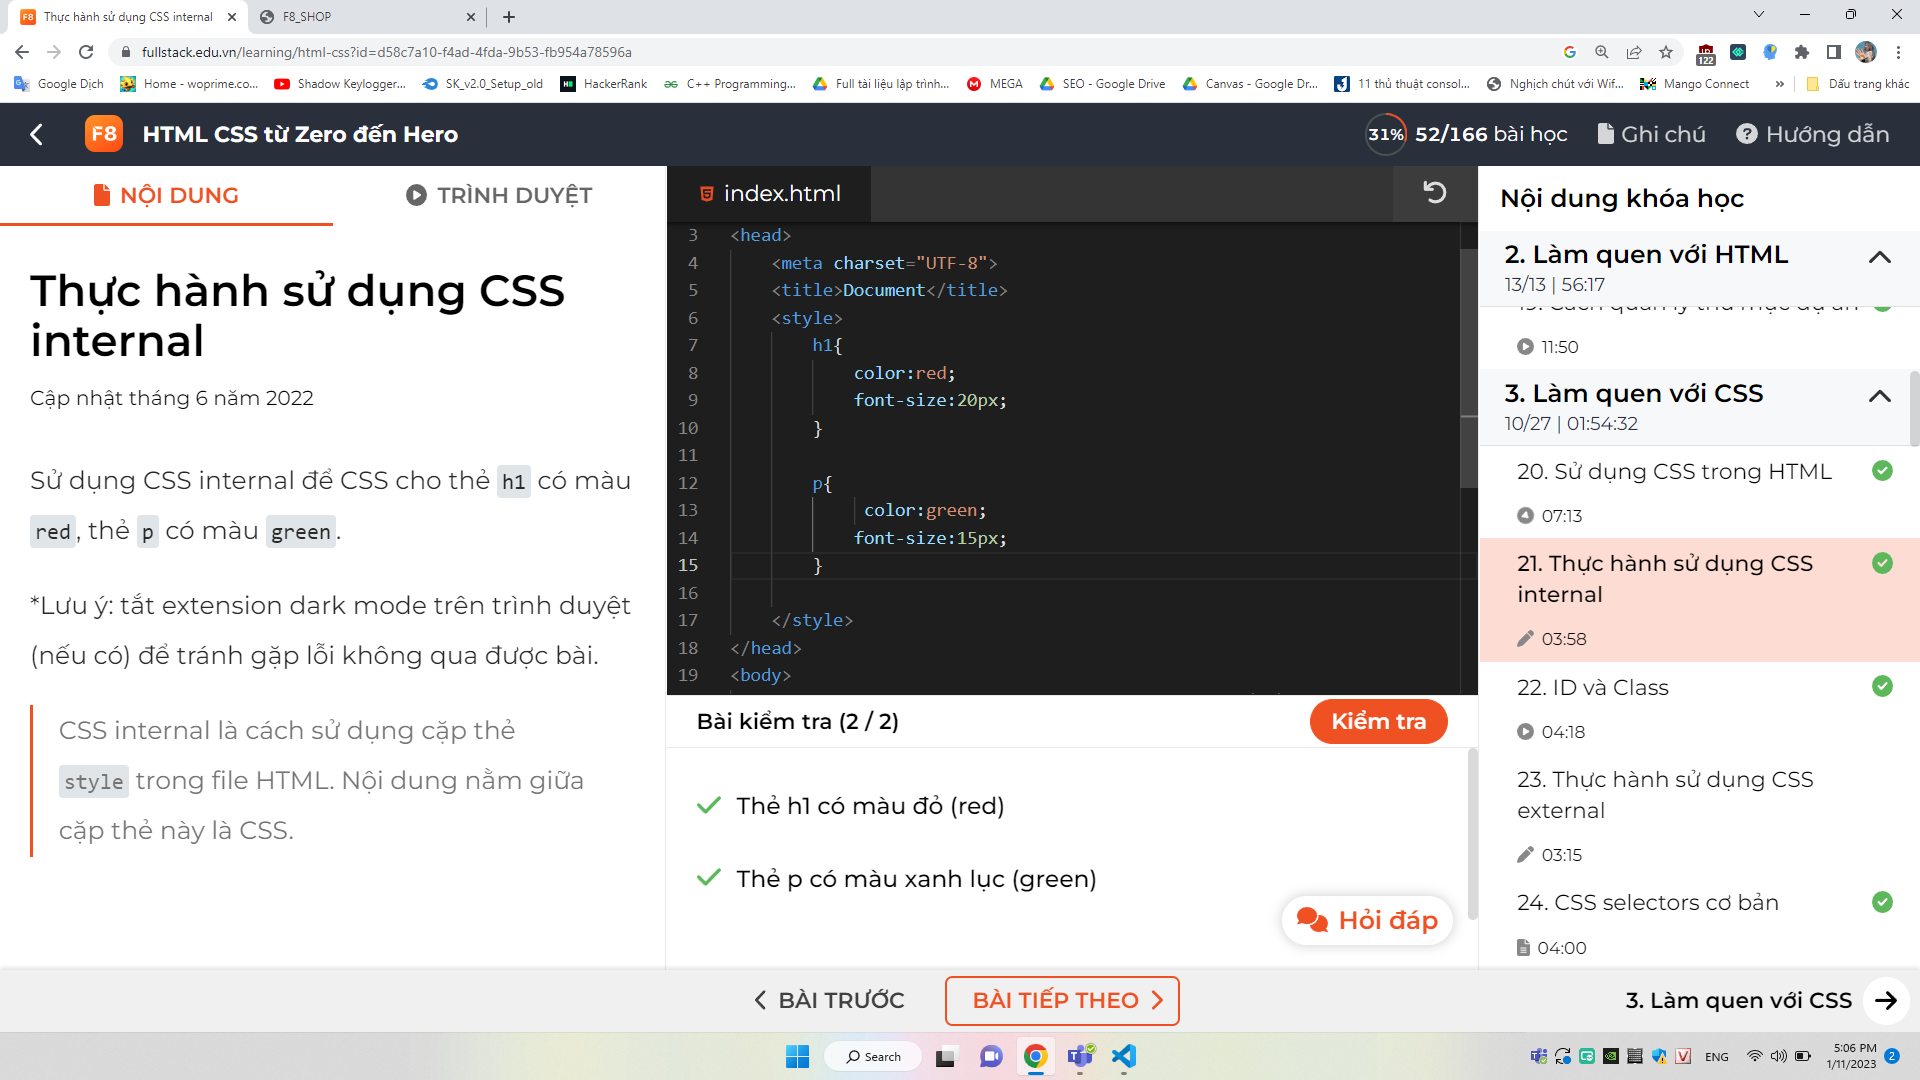 Thực hành sử dụng CSS internal
F8_SHOP
fullstack.edu.vn/learning/html-css?id=d58c7a10-f4ad-4fda-9b53-fb954a78596a
122
Google Dịch
Home - woprime.co...
Shadow Keylogger...
SK_v2.0_Setup_old
HackerRank
C++ Programming...
Full tài liệu lập trình...
MEGA
SEO - Google Drive
Canvas - Google Dr...
11 thủ thuật consol...
Nghịch chút với Wif...
Mango Connect
»
Dấu trang khác
F8
HTML CSS từ Zero đến Hero
31%
52/166 bài học
Ghi chú
Hướng dẫn
NỘI DUNG
TRÌNH DUYỆT
Thực hành sử dụng CSS
internal
Cập nhật tháng 6 năm 2022
Sử dụng CSS internal để CSS cho thẻ h1 có màu
red, thẻ p có màu green.
*Lưu ý: tắt extension dark mode trên trình duyệt
(nếu có) để tránh gặp lỗi không qua được bài.
CSS internal là cách sử dụng cặp thẻ
style trong file HTML. Nội dung nằm giữa
cặp thẻ này là CSS.
index.html
3 <head>
4 <meta charset="UTF-8">
5 <title>Document</title>
6 <style>
7 h1{
8 color:red;
9 font-size:20px;
10 }
11
12 p{
13 color:green;
14 font-size:15px;
15 }
16
17 </style>
18 </head>
19 <body>
Bài kiểm tra (2 / 2)
Kiểm tra
Thẻ h1 có màu đỏ (red)
Thẻ p có màu xanh lục (green)
Hỏi đáp
Nội dung khóa học
2. Làm quen với HTML
13/13 | 56:17
19. Cách quản lý thư mục dự án
11:50
3. Làm quen với CSS
10/27 | 01:54:32
20. Sử dụng CSS trong HTML
07:13
21. Thực hành sử dụng CSS
internal
03:58
22. ID và Class
04:18
23. Thực hành sử dụng CSS
external
03:15
24. CSS selectors cơ bản
04:00
BÀI TRƯỚC
BÀI TIẾP THEO
3. Làm quen với CSS
Search
ENG
5:06 PM
1/11/2023
2